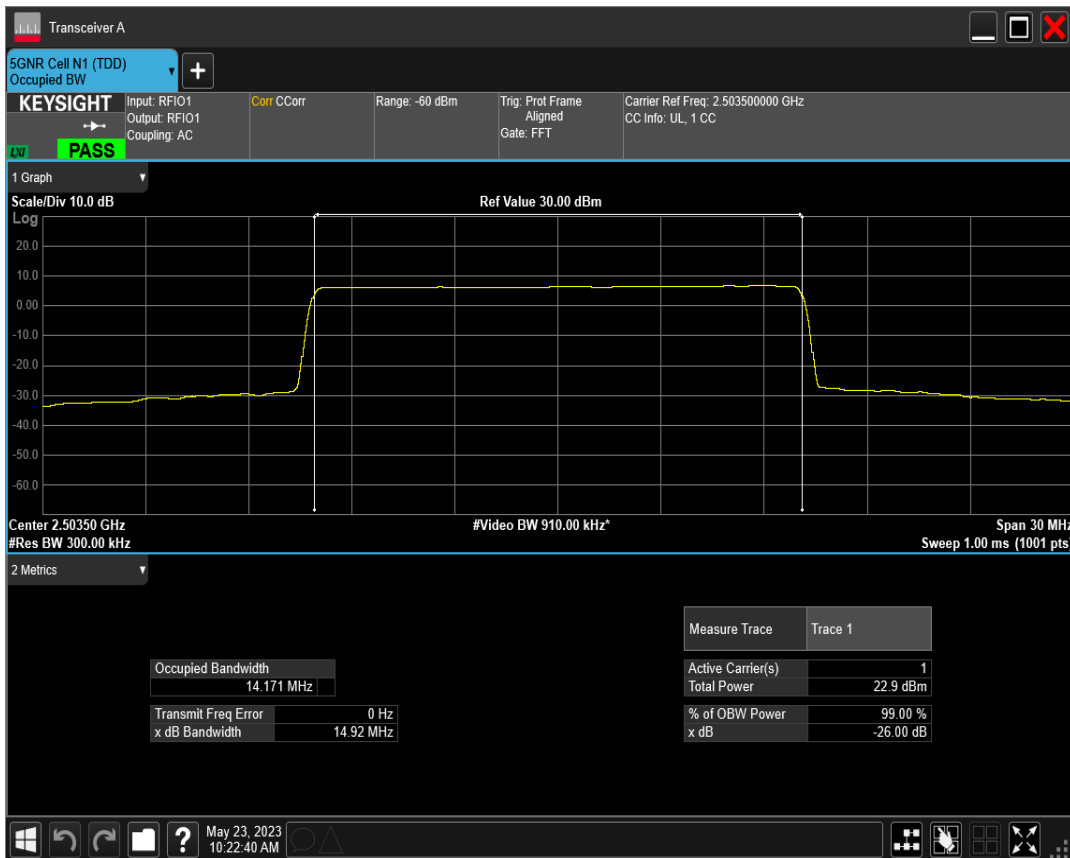 Transceiver A
5GNR Cell N1 (TDD)
Occupied BW
+
KEYSIGHT
LXI
PASS
Input: RFIO1
Output: RFIO1
Coupling: AC
Corr CCorr
Range: -60 dBm
Trig: Prot Frame
Aligned
Gate: FFT
Carrier Ref Freq: 2.503500000 GHz
CC Info: UL, 1 CC
1 Graph
Scale/Div 10.0 dB
Ref Value 30.00 dBm
Log
20.0
10.0
0.00
-10.0
-20.0
-30.0
-40.0
-50.0
-60.0
Center 2.50350 GHz
#Video BW 910.00 kHz*
Span 30 MHz
#Res BW 300.00 kHz
Sweep 1.00 ms (1001 pts)
2 Metrics
Measure Trace Trace 1
Occupied Bandwidth
14.171 MHz
Active Carrier(s) 1
Total Power 22.9 dBm
Transmit Freq Error 0 Hz
x dB Bandwidth 14.92 MHz
% of OBW Power 99.00 %
x dB -26.00 dB
?
May 23, 2023
10:22:40 AM